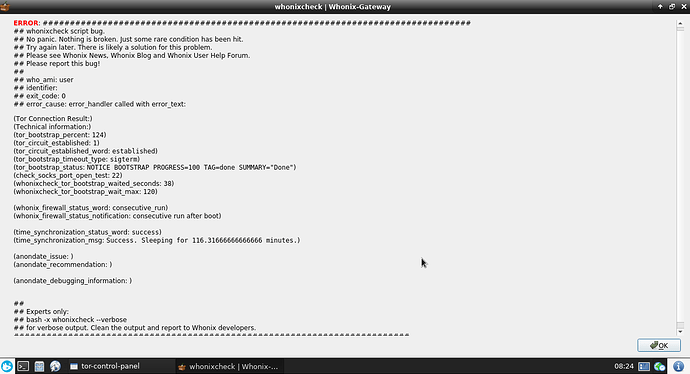 whonixcheck | Whonix-Gateway
ERROR: ###############################################################################
## whonixcheck script bug.
## No panic. Nothing is broken. Just some rare condition has been hit.
## Try again later. There is likely a solution for this problem.
## Please see Whonix News, Whonix Blog and Whonix User Help Forum.
## Please report this bug!
##
## who_ami: user
## identifier:
## exit_code: 0
## error_cause: error_handler called with error_text:
(Tor Connection Result:)
(Technical information:)
(tor_bootstrap_percent: 124)
(tor_circuit_established: 1)
(tor_circuit_established_word: established)
(tor_bootstrap_timeout_type: sigterm)
(tor_bootstrap_status: NOTICE BOOTSTRAP PROGRESS=100 TAG=done SUMMARY="Done")
(check_socks_port_open_test: 22)
(whonixcheck_tor_bootstrap_waited_seconds: 38)
(whonixcheck_tor_bootstrap_wait_max: 120)
(whonix_firewall_status_word: consecutive_run)
(whonix_firewall_status_notification: consecutive run after boot)
(time_synchronization_status_word: success)
(time_synchronization_msg: Success. Sleeping for 116.31666666666666 minutes.)
(anondate_issue: )
(anondate_recommendation: )
(anondate_debugging_information: )
##
## Experts only:
## bash -x whonixcheck --verbose
## for verbose output. Clean the output and report to Whonix developers.
OK
tor-control-panel
whonixcheck | Whonix-...
08:24